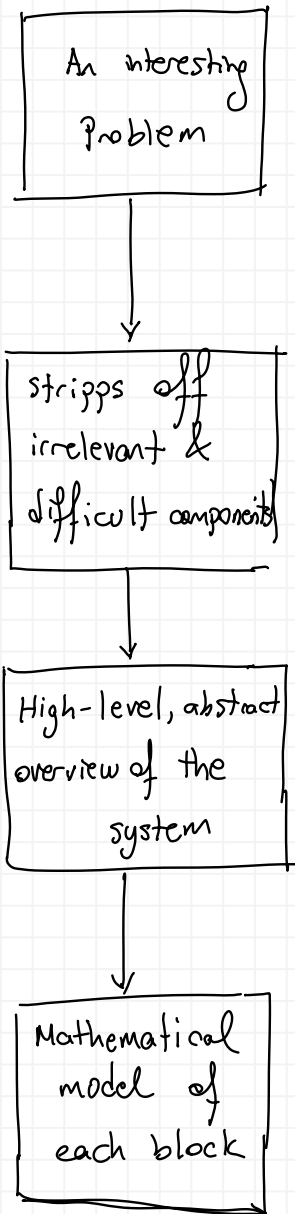 An interesting
Problem
stripps off
irrelevant &
difficult components
High-level, abstract
overview of the
system
Mathematical
model of
each block